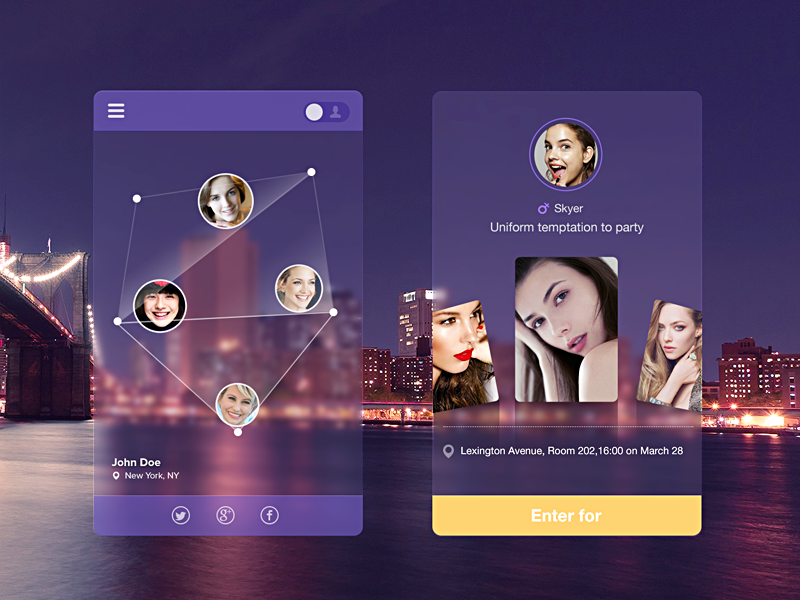 John Doe
New York, NY
Skyer
Uniform temptation to party
Lexington Avenue, Room 202,16:00 on March 28
Enter for